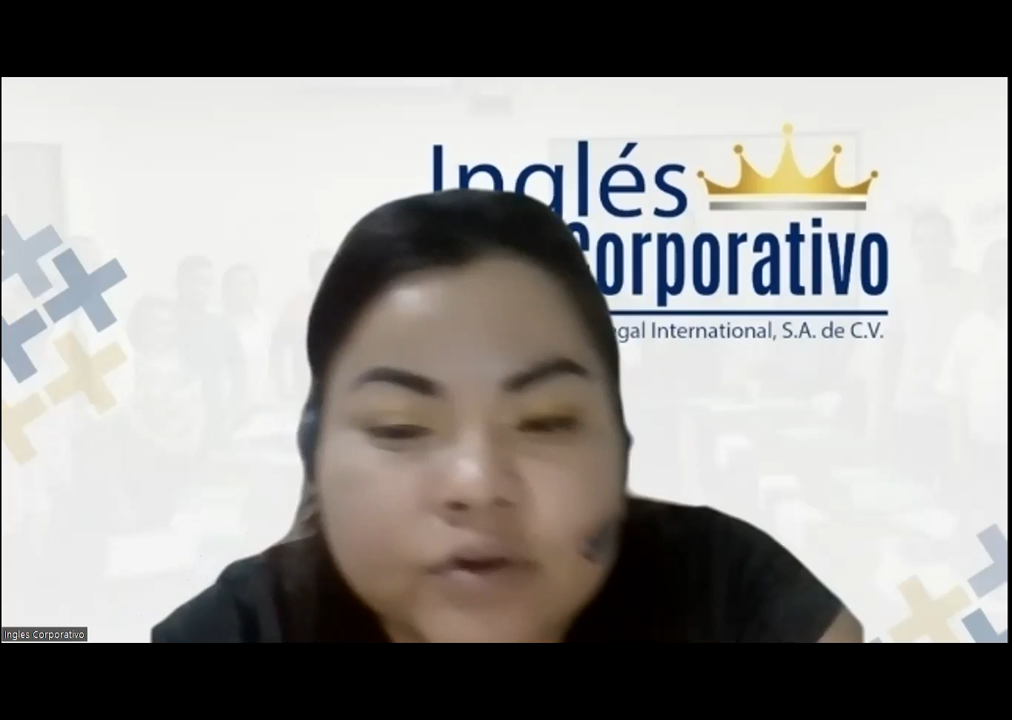 Inglés
Corporativo
International, S.A. de C.V.
Ingles Corporativo